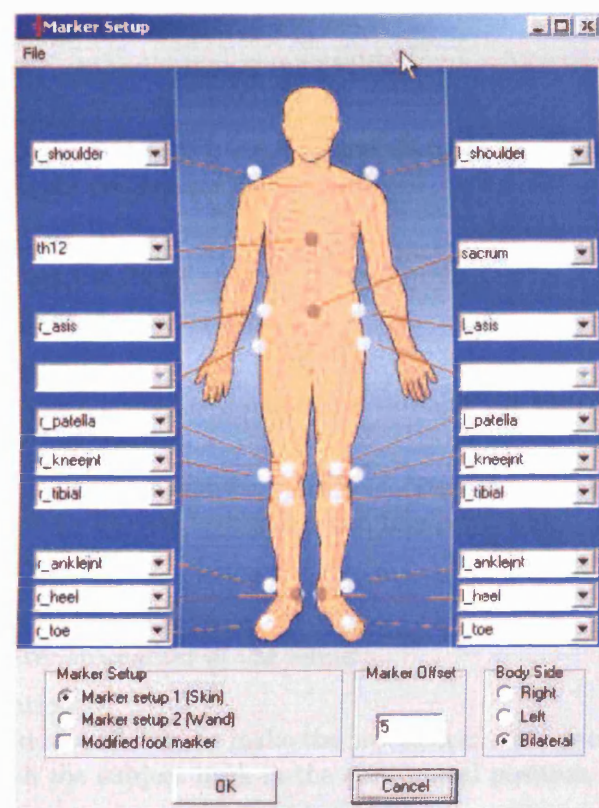 Marker Setup
File
r_shoulder
l_shoulder
th12
sacrum
r_asis
l_asis
r_patella
l_patella
r_kneejnt
l_kneejnt
r_tibial
l_tibial
r_anklejnt
l_anklejnt
r_heel
l_heel
r_toe
l_toe
Marker Setup
Marker setup 1 (Skin)
Marker setup 2 (Wand)
Modified foot marker
Marker Offset
5
Body Side
Right
Left
Bilateral
OK
Cancel